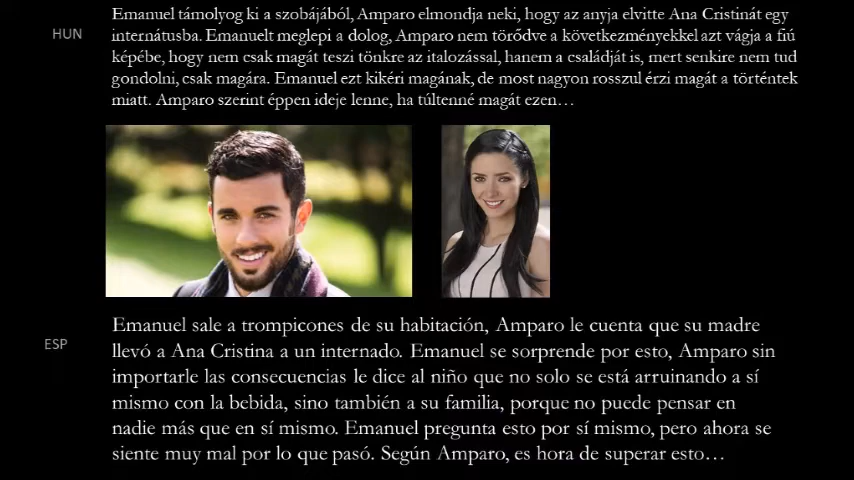 HUN
Emanuel támolyog ki a szobájából, Amparo elmondja neki, hogy az anyja elvitte Ana Cristinát egy
internátusba. Emanuelt meglepi a dolog, Amparo nem törődve a következményekkel azt vágja a fiú
képébe, hogy nem csak magát teszi tönkre az italozással, hanem a családját is, mert senkire nem tud
gondolni, csak magára. Emanuel ezt kikéri magának, de most nagyon rosszul érzi magát a történtek
miatt. Amparo szerint éppen ideje lenne, ha túltenné magát ezen…
ESP
Emanuel sale a trompicones de su habitación, Amparo le cuenta que su madre
llevó a Ana Cristina a un internado. Emanuel se sorprende por esto, Amparo sin
importarle las consecuencias le dice al niño que no solo se está arruinando a sí
mismo con la bebida, sino también a su familia, porque no puede pensar en
nadie más que en sí mismo. Emanuel pregunta esto por sí mismo, pero ahora se
siente muy mal por lo que pasó. Según Amparo, es hora de superar esto…